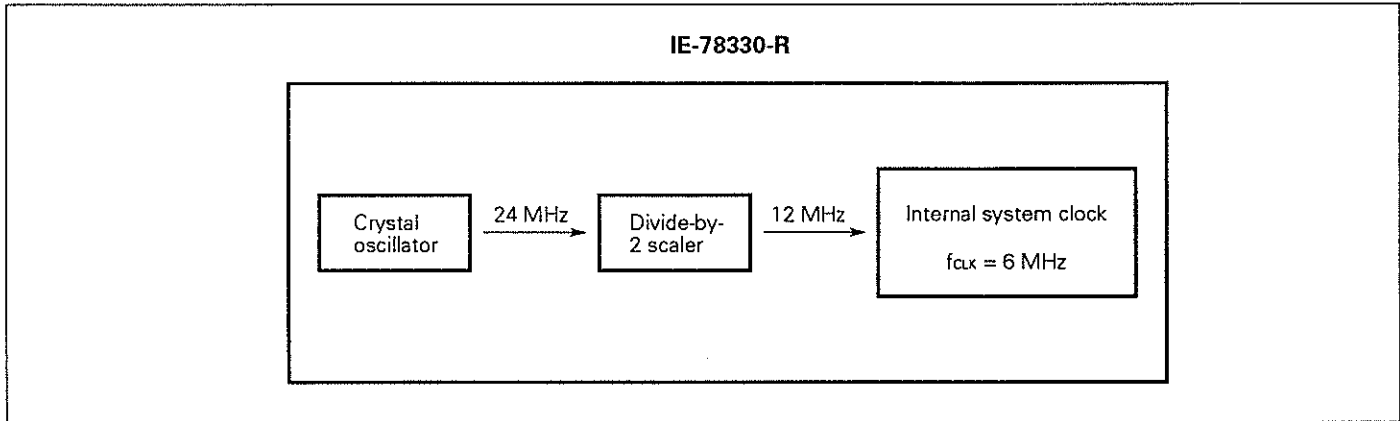 IE-78330-R
Crystal
oscillator
24 MHz
Divide-by-
2 scaler
12 MHz
Internal system clock
fCLK = 6 MHz